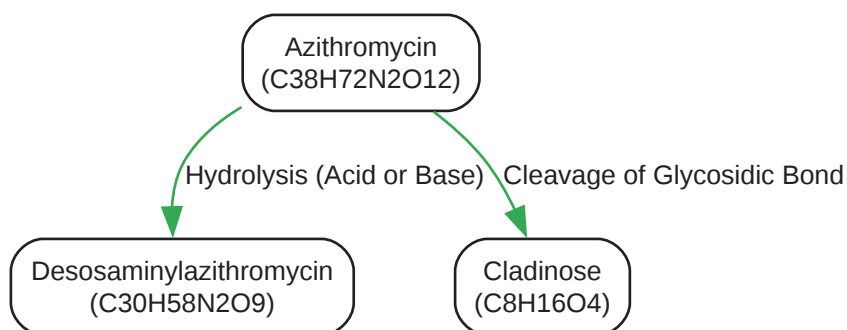 Azithromycin
(C38H72N2O12)
Hydrolysis (Acid or Base)
Cleavage of Glycosidic Bond
Desosaminylazithromycin
(C30H58N2O9)
Cladinose
(C8H16O4)